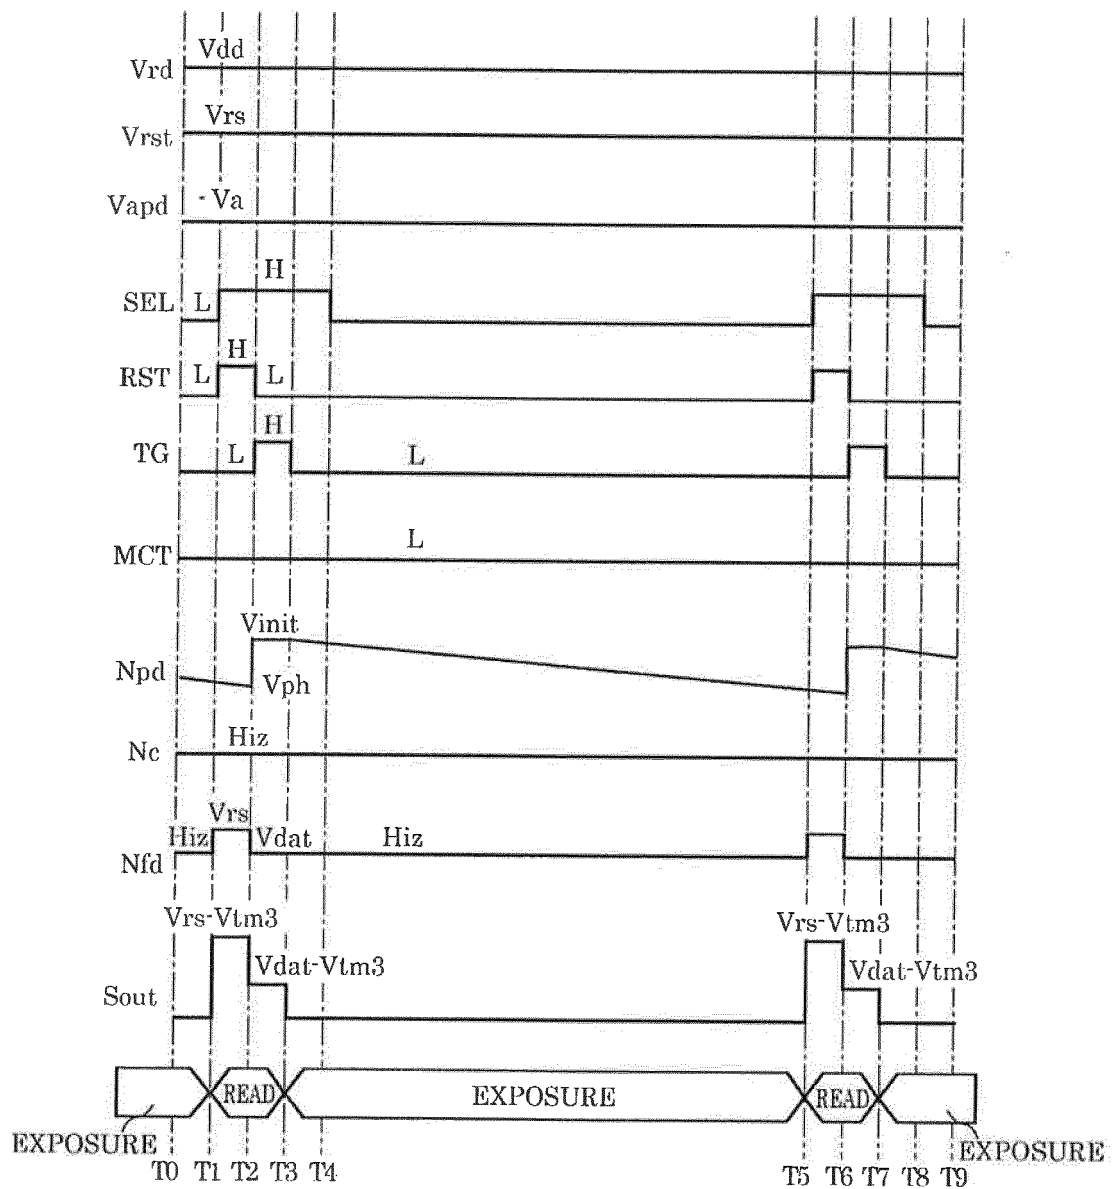 Vdd
Vrd
Vrs
Vrst
-Va
Vapd
H
SEL L
H
RST L L
H
TG L L
L
MCT
Vinit
Npd Vph
Hiz
Nc
Vrs
Hiz Vdat Hiz
Nfd
Vrs-Vtm3 Vrs-Vtm3
Vdat-Vtm3 Vdat-Vtm3
Sout
READ EXPOSURE READ
EXPOSURE EXPOSURE
T0 T1 T2 T3 T4 T5 T6 T7 T8 T9